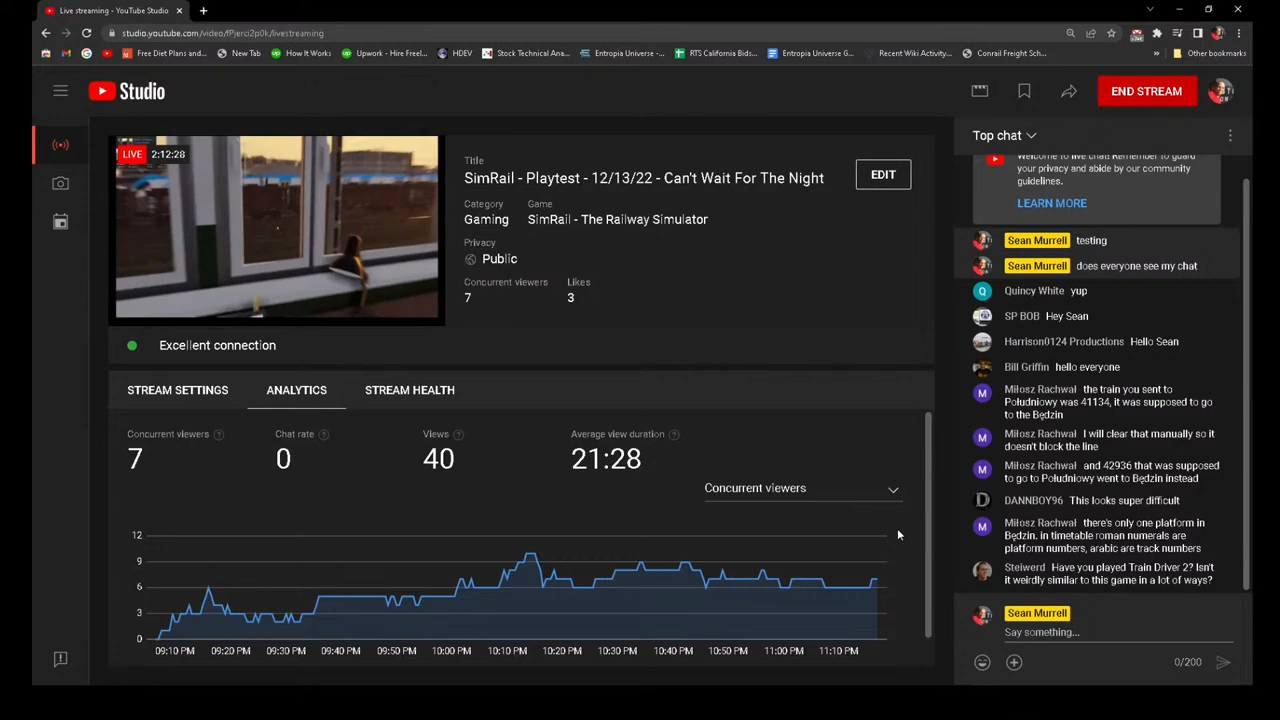 Live streaming - YouTube Studio
studio.youtube.com/video/fPjerci2p0k/livestreaming
Free Diet Plans and... New Tab How It Works Upwork - Hire Freel... HDEV Stock Technical Ana... Entropia Universe -... RTS California Bids... Entropia Universe G... Recent Wiki Activity... Conrail Freight Sch... » Other bookmarks
Studio
END STREAM
LIVE 2:12:28
Title
SimRail - Playtest - 12/13/22 - Can't Wait For The Night
EDIT
Category Game
Gaming SimRail - The Railway Simulator
Privacy
Public
Concurrent viewers Likes
7 3
Excellent connection
STREAM SETTINGS ANALYTICS STREAM HEALTH
Concurrent viewers Chat rate Views Average view duration
7 0 40 21:28
Concurrent viewers
12
9
6
3
0
09:10 PM 09:20 PM 09:30 PM 09:40 PM 09:50 PM 10:00 PM 10:10 PM 10:20 PM 10:30 PM 10:40 PM 10:50 PM 11:00 PM 11:10 PM
Top chat
Welcome to live chat! Remember to guard
your privacy and abide by our community
guidelines.
LEARN MORE
Sean Murrell testing
Sean Murrell does everyone see my chat
Q Quincy White yup
SP BOB Hey Sean
Harrison0124 Productions Hello Sean
Bill Griffin hello everyone
M Miłosz Rachwał the train you sent to
Południowy was 41134, it was supposed to go
to the Będzin
M Miłosz Rachwał I will clear that manually so it
doesn't block the line
M Miłosz Rachwał and 42936 that was supposed
to go to Południowy went to Będzin instead
D DANNBOY96 This looks super difficult
M Miłosz Rachwał there's only one platform in
Będzin. in timetable roman numerals are
platform numbers, arabic are track numbers
Steiwerd Have you played Train Driver 2? Isn't
it weirdly similar to this game in a lot of ways?
Sean Murrell
Say something...
0/200